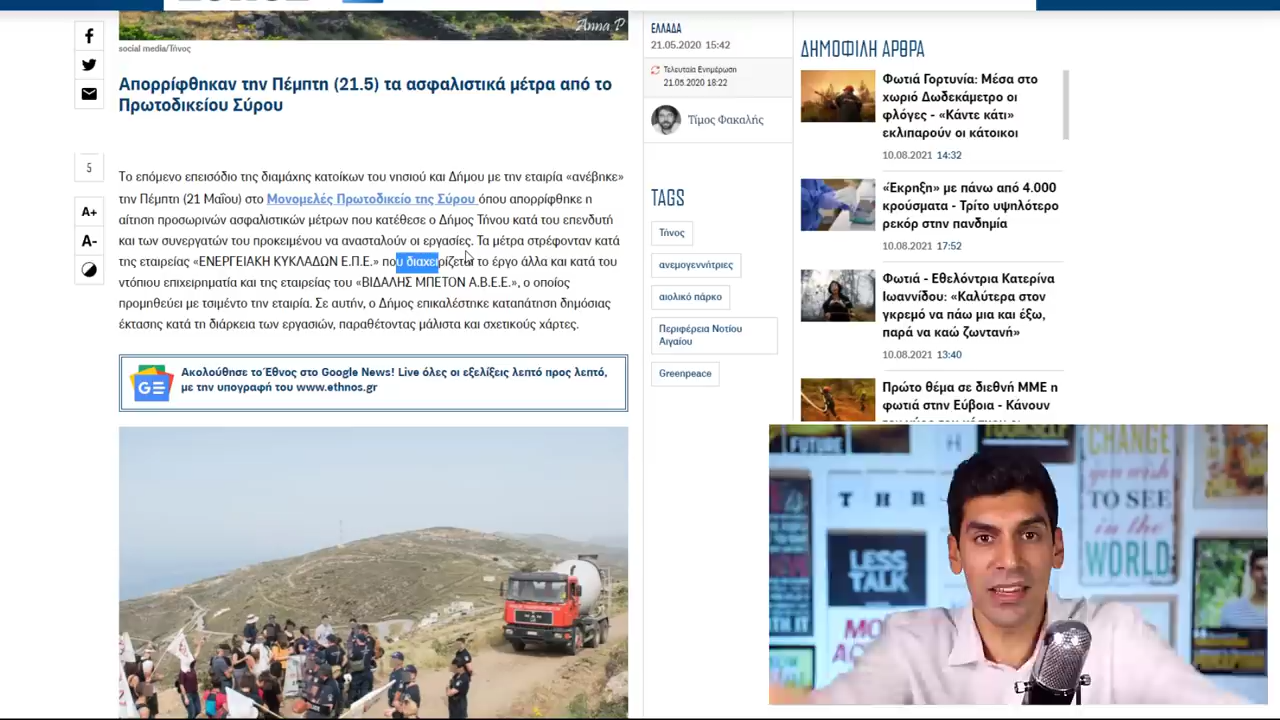 Anna P
social media/Τήνος
Απορρίφθηκαν την Πέμπτη (21.5) τα ασφαλιστικά μέτρα από το
Πρωτοδικείου Σύρου
5
Το επόμενο επεισόδιο της διαμάχης κατοίκων του νησιού και Δήμου με την εταιρία «ανέβηκε»
την Πέμπτη (21 Μαΐου) στο Μονομελές Πρωτοδικείο της Σύρου όπου απορρίφθηκε η
αίτηση προσωρινών ασφαλιστικών μέτρων που κατέθεσε ο Δήμος Τήνου κατά του επενδυτή
και των συνεργατών του προκειμένου να ανασταλούν οι εργασίες. Τα μέτρα στρέφονταν κατά
της εταιρείας «ΕΝΕΡΓΕΙΑΚΗ ΚΥΚΛΑΔΩΝ Ε.Π.Ε.» που διαχειρίζεται το έργο άλλα και κατά του
ντόπιου επιχειρηματία και της εταιρείας του «ΒΙΔΑΛΗΣ ΜΠΕΤΟΝ Α.Β.Ε.Ε.», ο οποίος
προμηθεύει με τσιμέντο την εταιρία. Σε αυτήν, ο Δήμος επικαλέστηκε καταπάτηση δημόσιας
έκτασης κατά τη διάρκεια των εργασιών, παραθέτοντας μάλιστα και σχετικούς χάρτες.
A+
A-
Ακολούθησε το Έθνος στο Google News! Live όλες οι εξελίξεις λεπτό προς λεπτό,
με την υπογραφή του www.ethnos.gr
ΕΛΛΑΔΑ
21.05.2020 15:42
Τελευταία Ενημέρωση
21.05.2020 18:22
Τίμος Φακαλής
TAGS
Τήνος
ανεμογεννήτριες
αιολικό πάρκο
Περιφέρεια Νοτίου
Αιγαίου
Greenpeace
ΔΗΜΟΦΙΛΗ ΑΡΘΡΑ
Φωτιά Γορτυνία: Μέσα στο
χωριό Δωδεκάμετρο οι
φλόγες - «Κάντε κάτι»
εκλιπαρούν οι κάτοικοι
10.08.2021 14:32
«Έκρηξη» με πάνω από 4.000
κρούσματα - Τρίτο υψηλότερο
ρεκόρ στην πανδημία
10.08.2021 17:52
Φωτιά - Εθελόντρια Κατερίνα
Ιωαννίδου: «Καλύτερα στον
γκρεμό να πάω μια και έξω,
παρά να καώ ζωντανή»
10.08.2021 13:40
Πρώτο θέμα σε διεθνή ΜΜΕ η
φωτιά στην Εύβοια - Κάνουν
FUTURE
THR
LESS
TALK
CHANGE
you wish
TO SEE
in the
WORLD